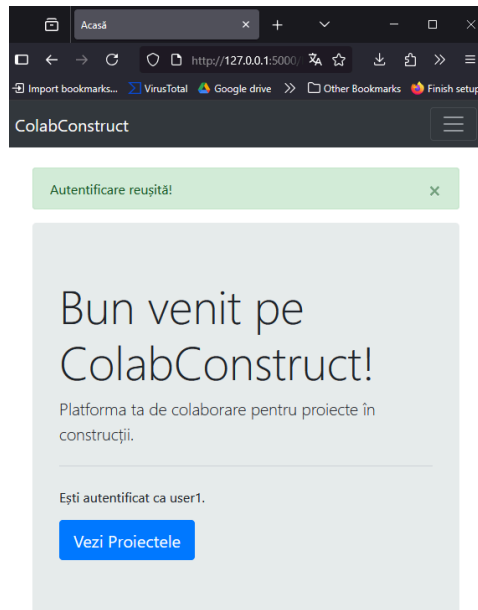 Acasă
http://127.0.0.1:5000/
Import bookmarks... VirusTotal Google drive Other Bookmarks Finish setup
ColabConstruct
Autentificare reușită! ×
Bun venit pe
ColabConstruct!
Platforma ta de colaborare pentru proiecte în
construcții.
Ești autentificat ca user1.
Vezi Proiectele